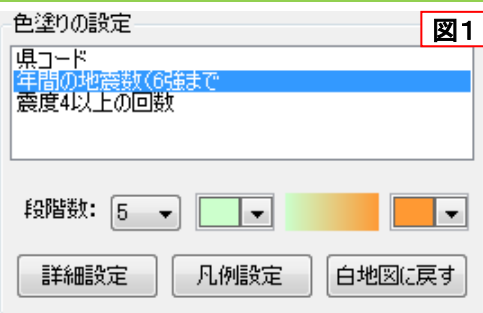 色塗りの設定
図1
県コード
年間の地震数(6強まで
震度4以上の回数
段階数: 5
詳細設定 凡例設定 白地図に戻す